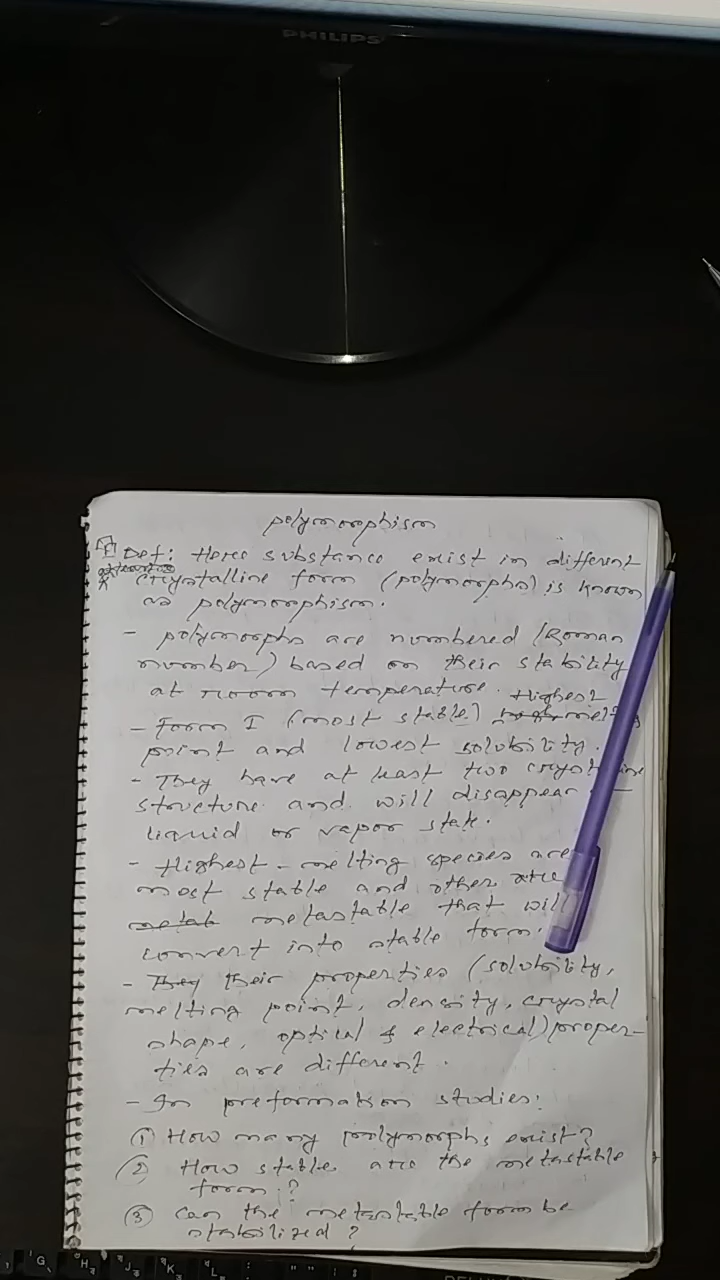 PHILIPS
polymorphism
Def: Here substance exist in different
crystalline form (polymorphs) is known
as polymorphism.
- polymorphs are numbered (Roman
number) based on their stability
at room temperature. Highest
- Form I (most stable) melting
point and lowest solubility.
- They have at least two
structure and will disappear
liquid or vapor state.
- Highest - melting species are
most stable and other are
metab metastable that will
convert into stable form.
- They their properties (solubility,
melting point, density, crystal
shape, optical & electrical) proper-
ties are different.
- In preformation studies:
① How many polymorphs exist?
② How stable are the metastable
form?
③ can the metastable form be
stabilized?
G H J K L